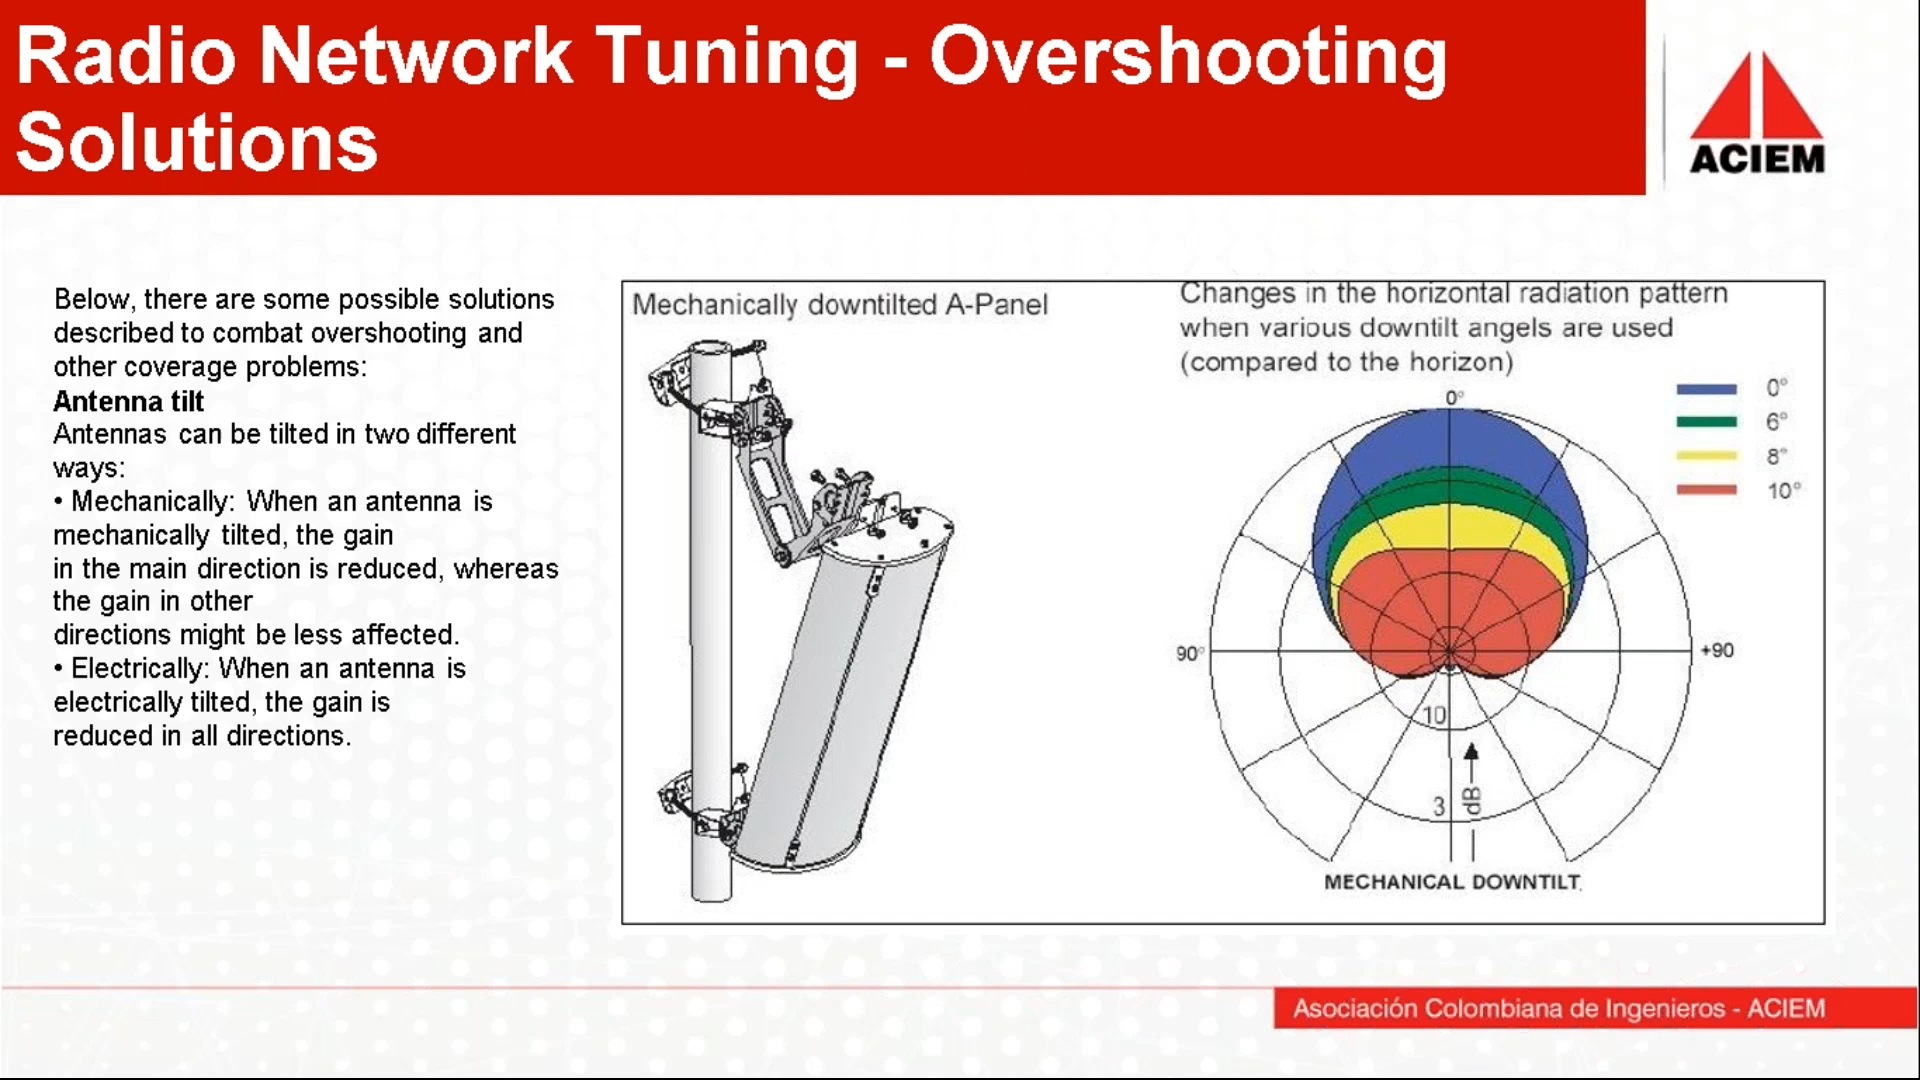 Radio Network Tuning - Overshooting
Solutions
ACIEM
Below, there are some possible solutions
described to combat overshooting and
other coverage problems:
Antenna tilt
Antennas can be tilted in two different
ways:
• Mechanically: When an antenna is
mechanically tilted, the gain
in the main direction is reduced, whereas
the gain in other
directions might be less affected.
• Electrically: When an antenna is
electrically tilted, the gain is
reduced in all directions.
Mechanically downtilted A-Panel
Changes in the horizontal radiation pattern
when various downtilt angels are used
(compared to the horizon)
0°
6°
8°
10°
0°
90°
+90
10
3
dB
MECHANICAL DOWNTILT
Asociación Colombiana de Ingenieros - ACIEM